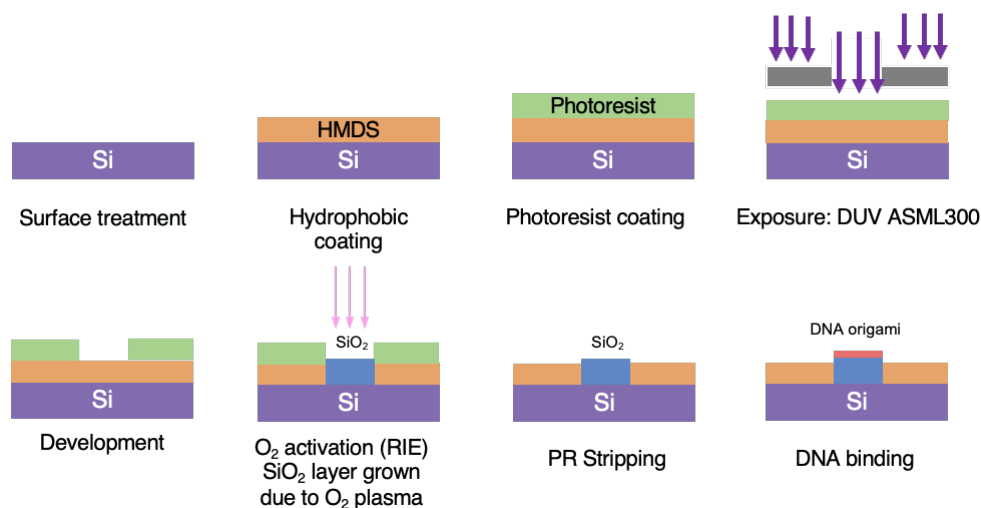 Si
Surface treatment
HMDS
Si
Hydrophobic
coating
Photoresist
Si
Photoresist coating
Si
Exposure: DUV ASML300
Si
Development
SiO₂
Si
O₂ activation (RIE)
SiO₂ layer grown
due to O₂ plasma
SiO₂
Si
PR Stripping
DNA origami
Si
DNA binding